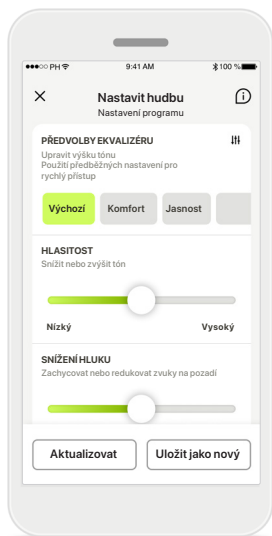 PH 9:41 AM 100 %
Nastavit hudbu
Nastavení programu
PŘEDVOLBY EKVALIZÉRU
Upravit výšku tónu
Použití předběžných nastavení pro
rychlý přístup
Výchozí Komfort Jasnost
HLASITOST
Snížit nebo zvýšit tón
Nízký Vysoký
SNÍŽENÍ HLUKU
Zachycovat nebo redukovat zvuky na pozadí
Aktualizovat Uložit jako nový